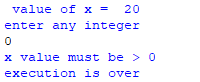 value of x =  20
enter any integer
0
x value must be > 0
execution is over